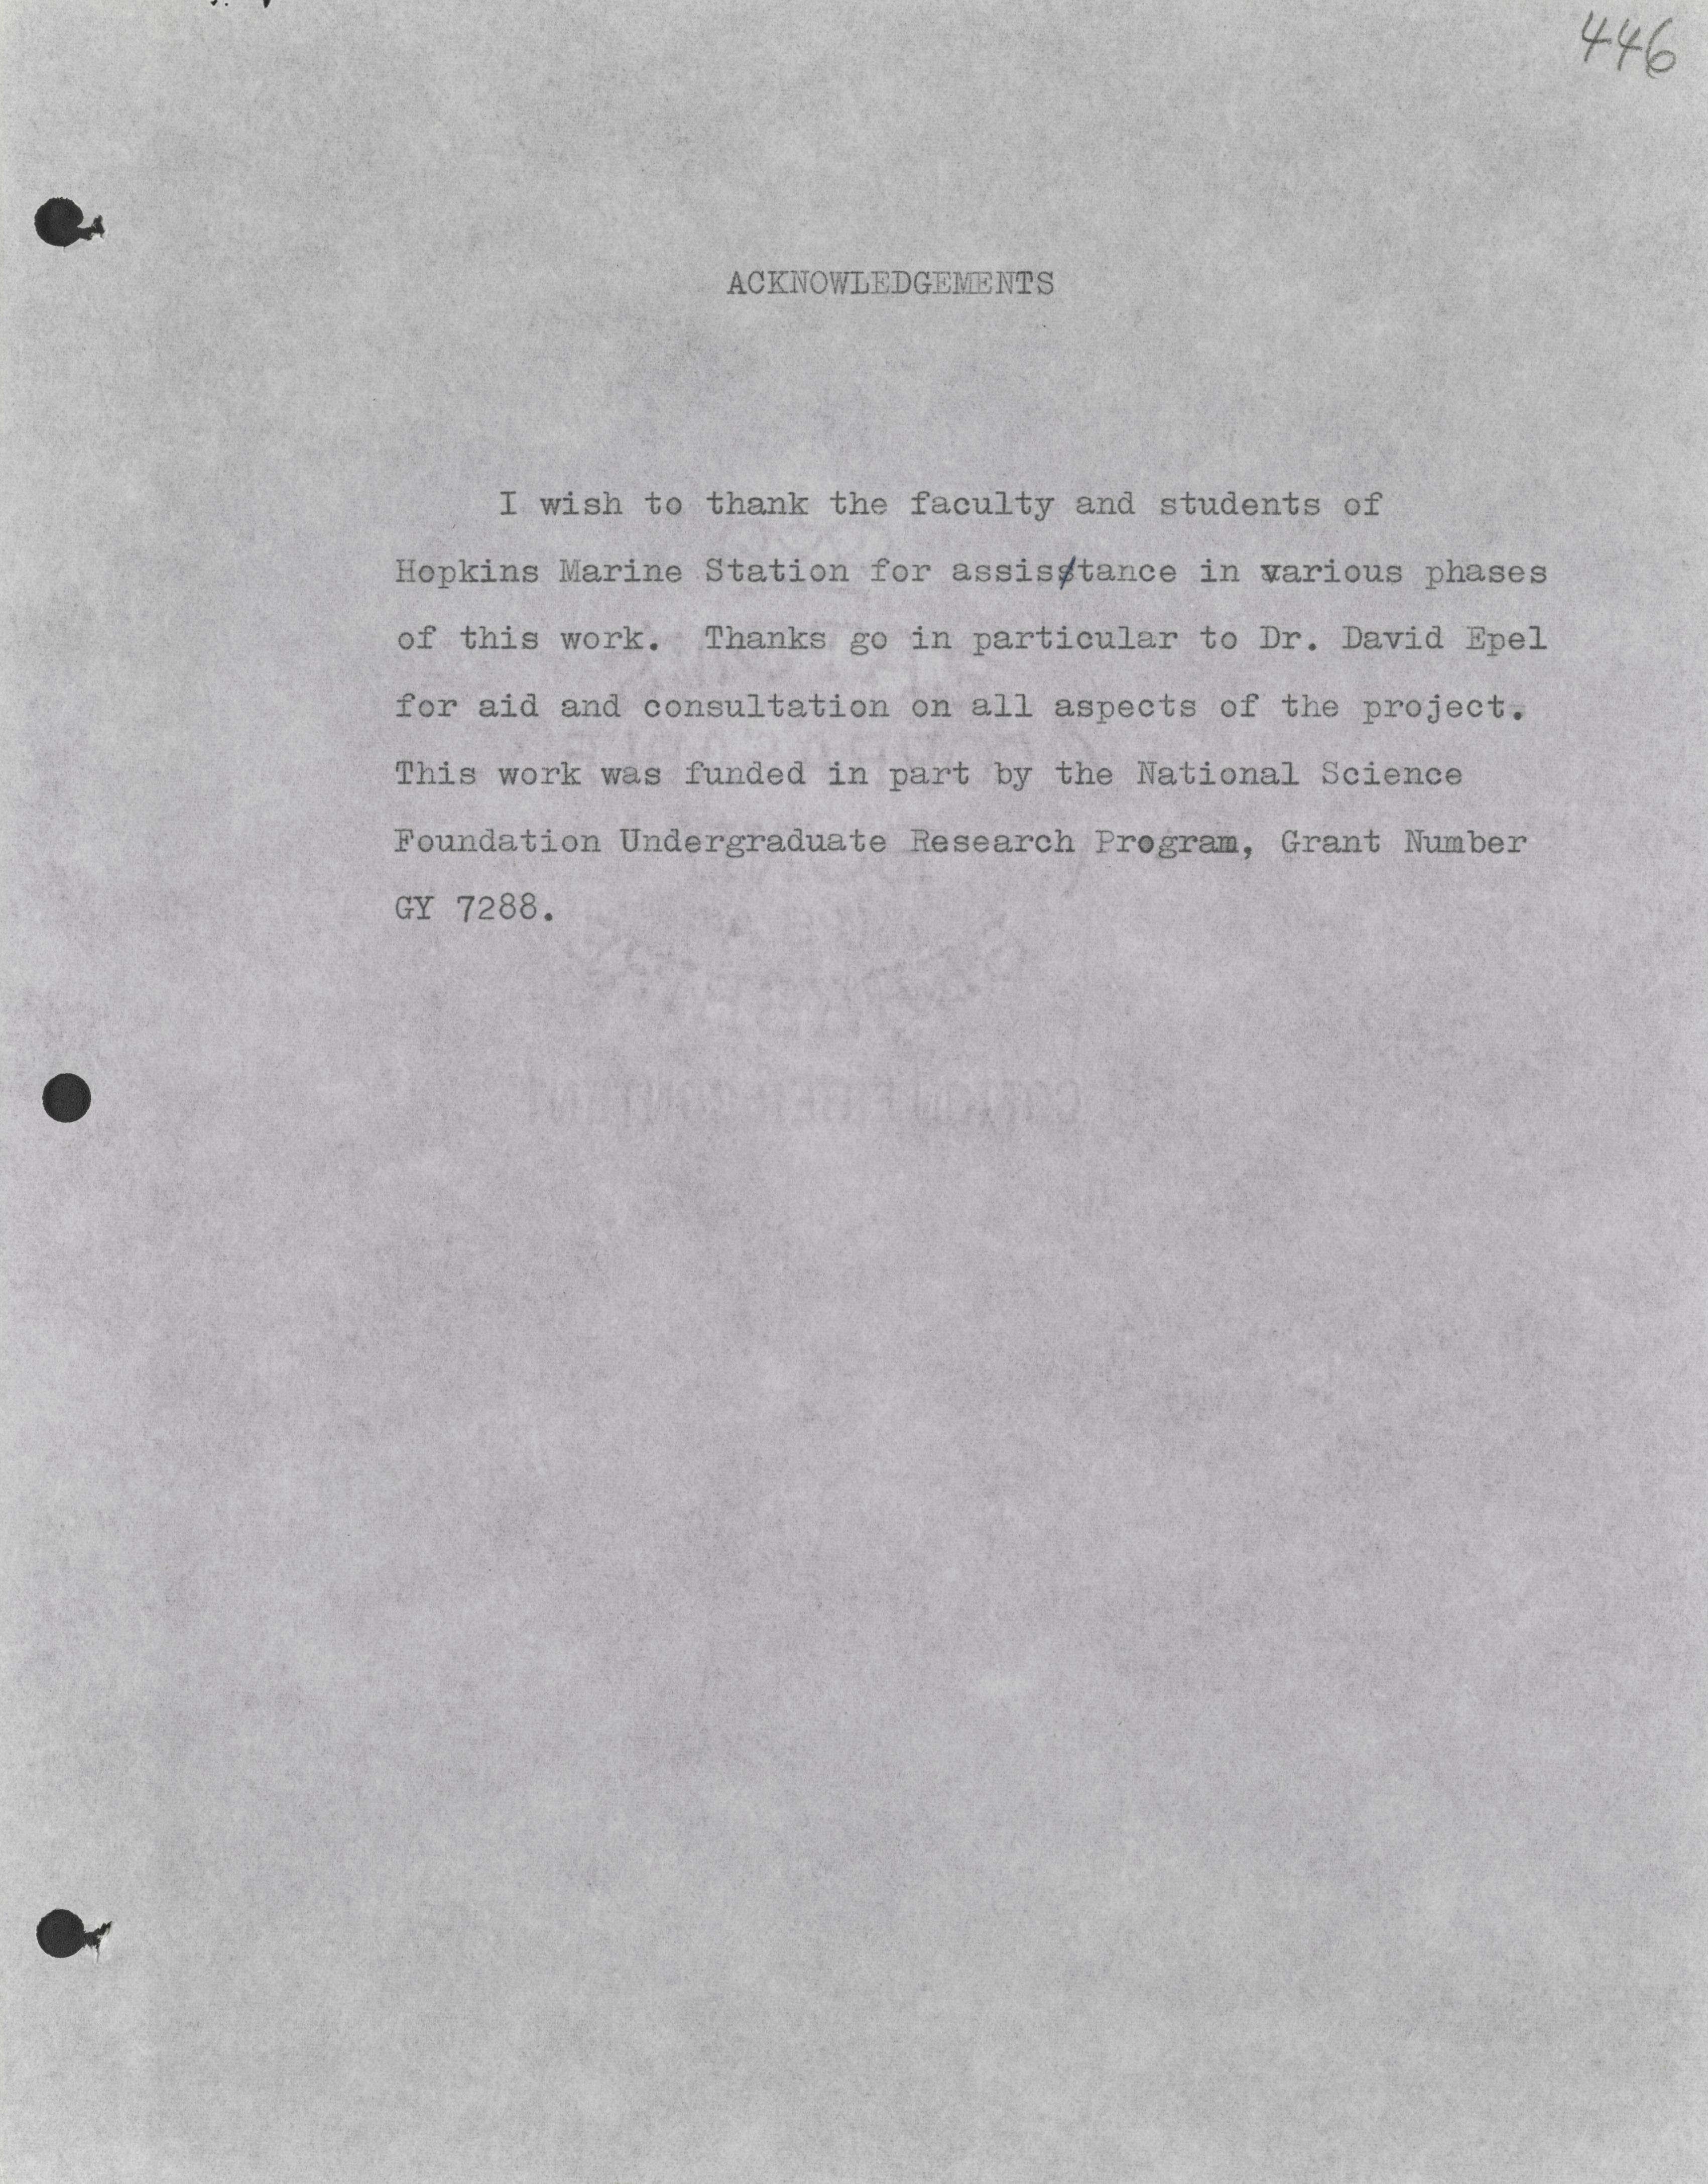 446
ACKNOWLEDGEMENTS
I wish to thank the faculty and students of
Hopkins Marine Station for assisstance in various phases
of this work. Thanks go in particular to Dr. David Epel
for aid and consultation on all aspects of the project.
This work was funded in part by the National Science
Foundation Undergraduate Research Program, Grant Number
GY 7288.